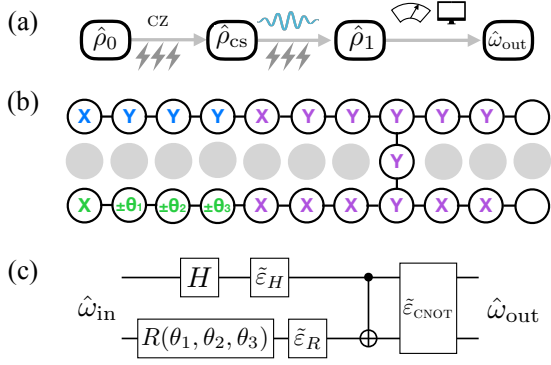 (a)
ρ̂₀ CZ ρ̂cs ρ̂₁ ω̂out
(b)
X Y Y Y X Y Y Y Y Y
Y
X ±θ₁ ±θ₂ ±θ₃ X X X Y X X
(c)
ω̂in H ε̃H ε̃CNOT ω̂out
R(θ₁, θ₂, θ₃) ε̃R